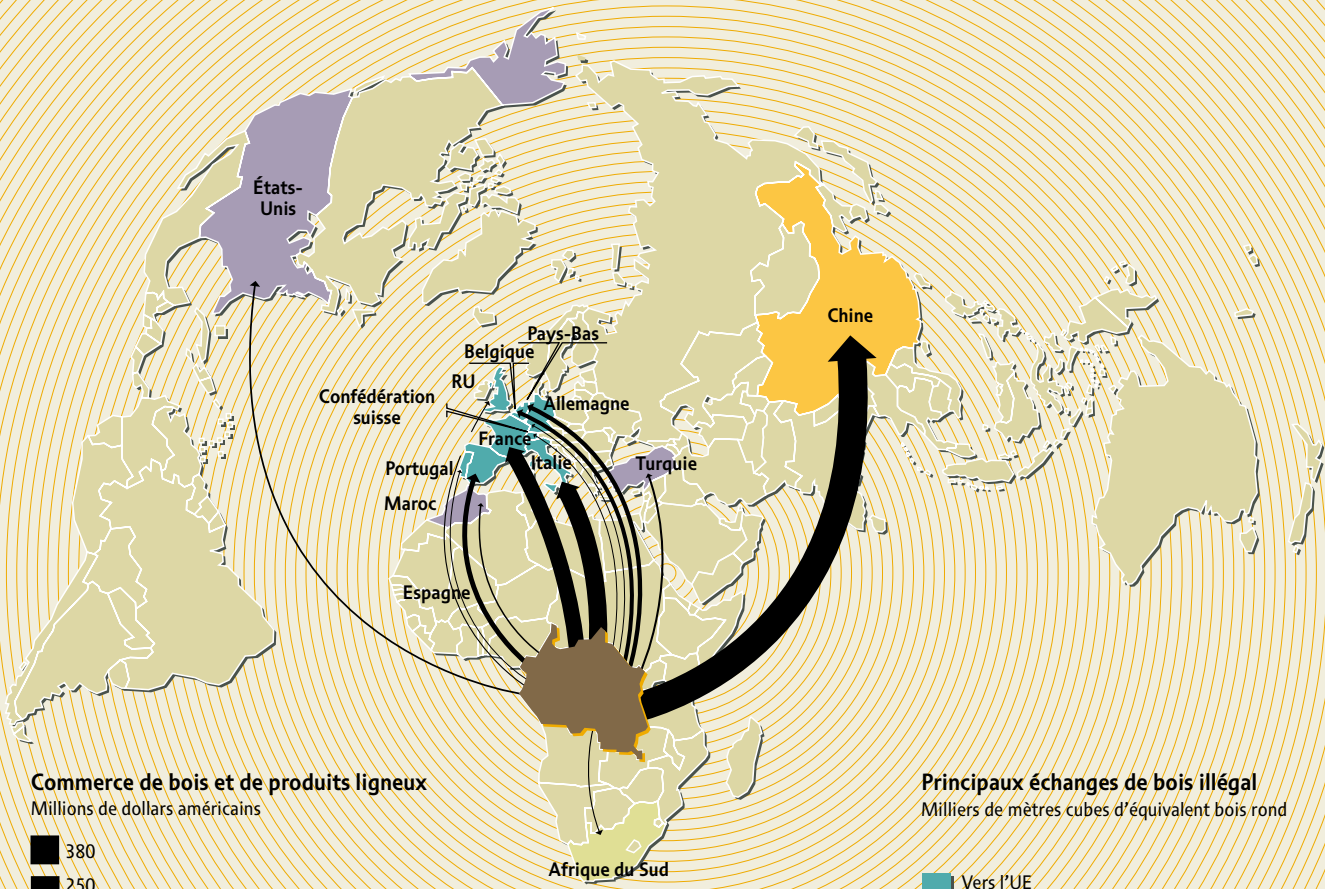 États-
Unis
Chine
Pays-Bas
Belgique
RU
Confédération
suisse
Allemagne
France
Portugal
Italie
Turquie
Maroc
Espagne
Commerce de bois et de produits ligneux
Millions de dollars américains
380
250
Principaux échanges de bois illégal
Milliers de mètres cubes d'équivalent bois rond
Afrique du Sud
Vers l'UE